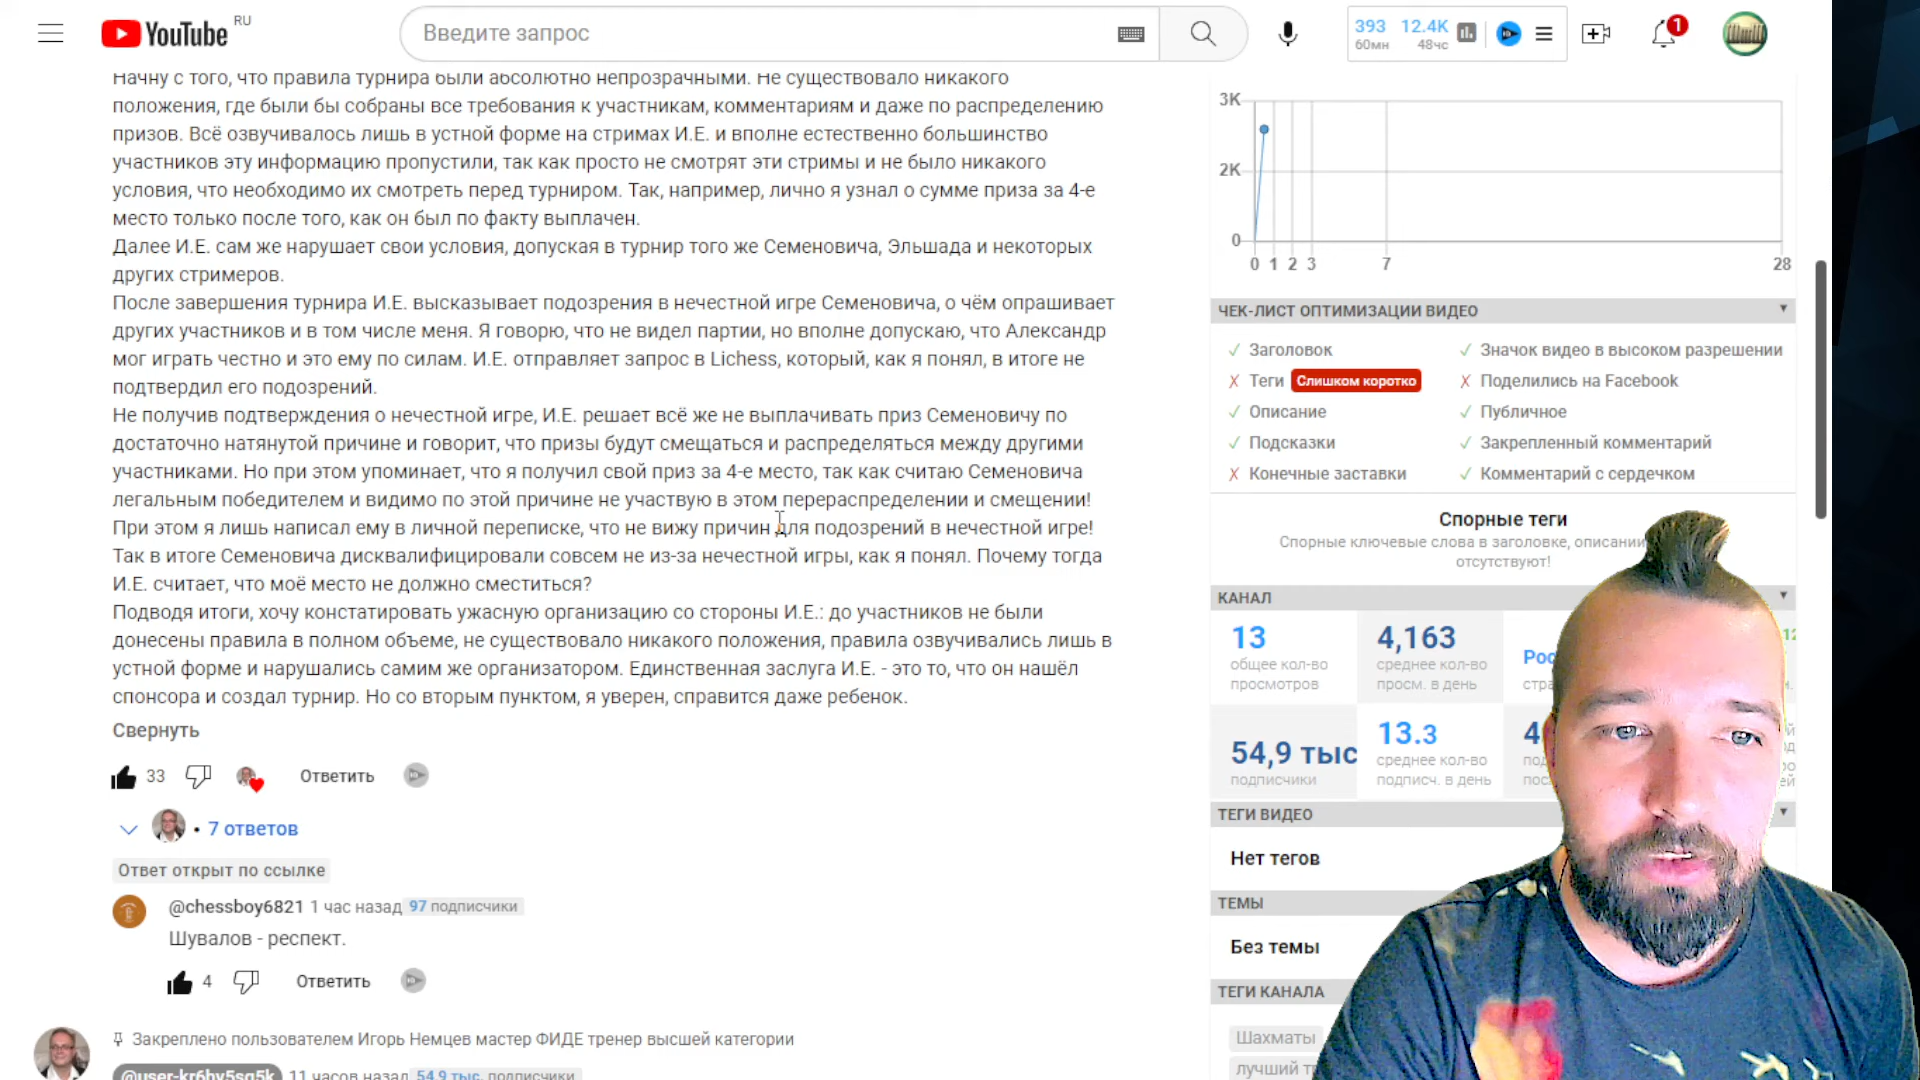 YouTube
RU
Введите запрос
393
60мн
12.4K
48чс
1
Начну с того, что правила турнира были абсолютно непрозрачными. Не существовало никакого
положения, где были бы собраны все требования к участникам, комментариям и даже по распределению
призов. Всё озвучивалось лишь в устной форме на стримах И.Е. и вполне естественно большинство
участников эту информацию пропустили, так как просто не смотрят эти стримы и не было никакого
условия, что необходимо их смотреть перед турниром. Так, например, лично я узнал о сумме приза за 4-е
место только после того, как он был по факту выплачен.
Далее И.Е. сам же нарушает свои условия, допуская в турнир того же Семеновича, Эльшада и некоторых
других стримеров.
После завершения турнира И.Е. высказывает подозрения в нечестной игре Семеновича, о чём опрашивает
других участников и в том числе меня. Я говорю, что не видел партии, но вполне допускаю, что Александр
мог играть честно и это ему по силам. И.Е. отправляет запрос в Lichess, который, как я понял, в итоге не
подтвердил его подозрений.
Не получив подтверждения о нечестной игре, И.Е. решает всё же не выплачивать приз Семеновичу по
достаточно натянутой причине и говорит, что призы будут смещаться и распределяться между другими
участниками. Но при этом упоминает, что я получил свой приз за 4-е место, так как считаю Семеновича
легальным победителем и видимо по этой причине не участвую в этом перераспределении и смещении!
При этом я лишь написал ему в личной переписке, что не вижу причин для подозрений в нечестной игре!
Так в итоге Семеновича дисквалифицировали совсем не из-за нечестной игры, как я понял. Почему тогда
И.Е. считает, что моё место не должно сместиться?
Подводя итоги, хочу констатировать ужасную организацию со стороны И.Е.: до участников не были
донесены правила в полном объеме, не существовало никакого положения, правила озвучивались лишь в
устной форме и нарушались самим же организатором. Единственная заслуга И.Е. - это то, что он нашёл
спонсора и создал турнир. Но со вторым пунктом, я уверен, справится даже ребенок.
Свернуть
33
Ответить
• 7 ответов
Ответ открыт по ссылке
@chessboy6821 1 час назад 97 подписчики
Шувалов - респект.
4
Ответить
Закреплено пользователем Игорь Немцев мастер ФИДЕ тренер высшей категории
@user-kr6hy5sg5k 11 часов назад 54,9 тыс. подписчики
3K
2K
0
0 1 2 3 7 28
ЧЕК-ЛИСТ ОПТИМИЗАЦИИ ВИДЕО
Заголовок
Значок видео в высоком разрешении
Теги Слишком коротко
Поделились на Facebook
Описание
Публичное
Подсказки
Закрепленный комментарий
Конечные заставки
Комментарий с сердечком
Спорные теги
Спорные ключевые слова в заголовке, описании
отсутствуют!
КАНАЛ
13
общее кол-во
просмотров
4,163
среднее кол-во
просм. в день
54,9 тыс
подписчики
13.3
среднее кол-во
подписч. в день
ТЕГИ ВИДЕО
Нет тегов
ТЕМЫ
Без темы
ТЕГИ КАНАЛА
Шахматы